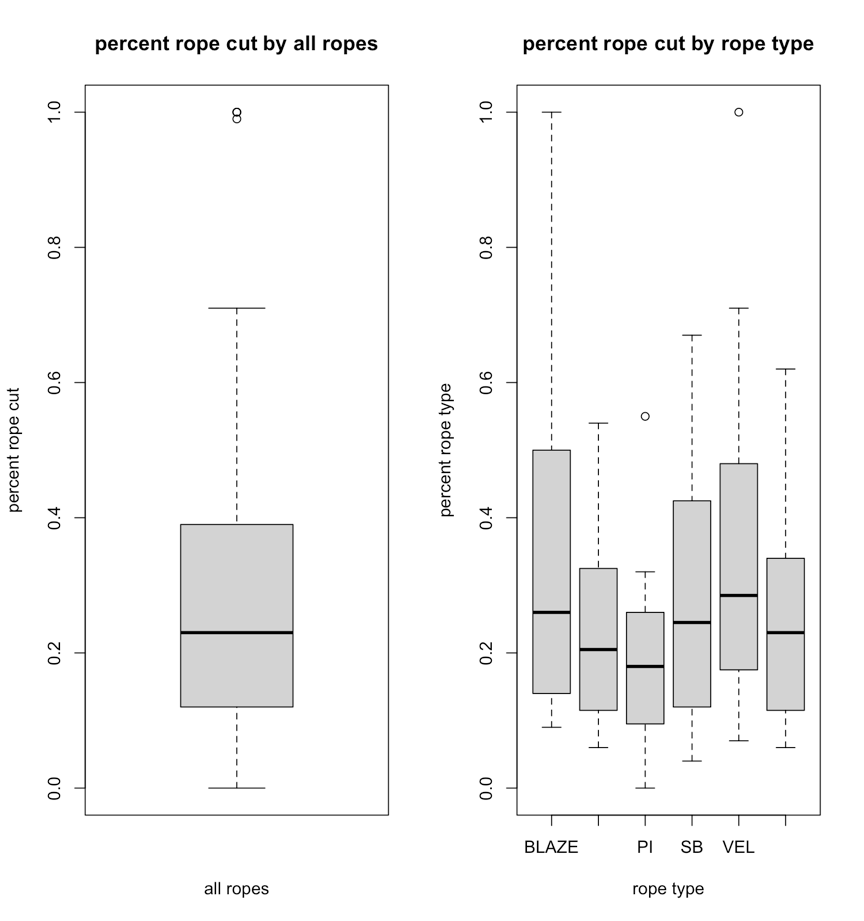 percent rope cut by all ropes
percent rope cut
1.0
0.8
0.6
0.4
0.2
0.0
all ropes
percent rope cut by rope type
percent rope type
1.0
0.8
0.6
0.4
0.2
0.0
BLAZE PI SB VEL
rope type